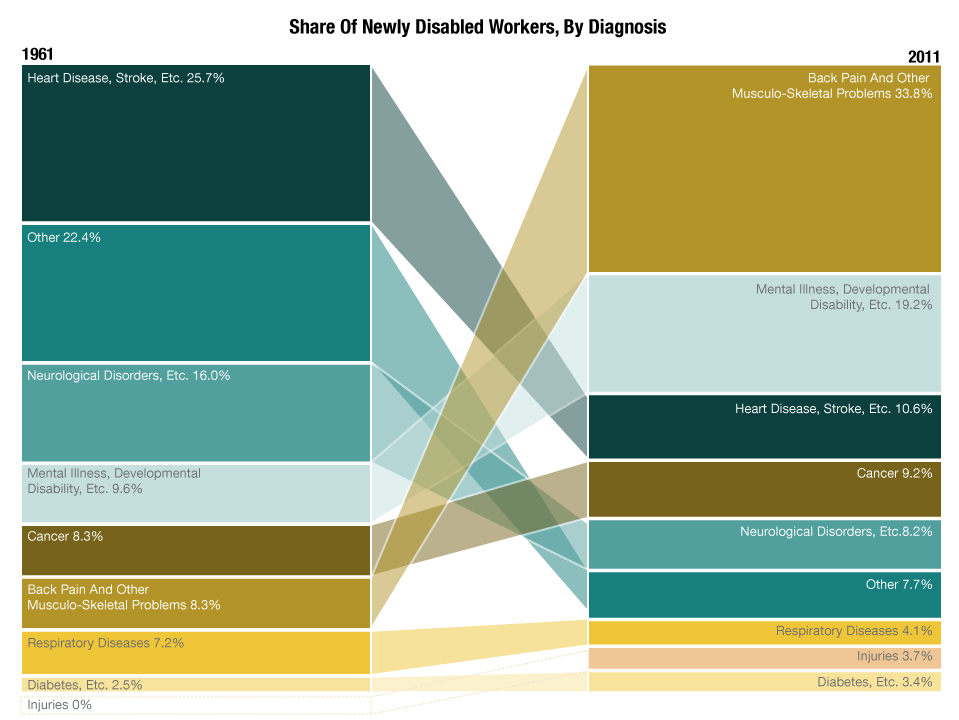 Share Of Newly Disabled Workers, By Diagnosis
1961
2011
Heart Disease, Stroke, Etc. 25.7%
Other 22.4%
Neurological Disorders, Etc. 16.0%
Mental Illness, Developmental
Disability, Etc. 9.6%
Cancer 8.3%
Back Pain And Other
Musculo-Skeletal Problems 8.3%
Respiratory Diseases 7.2%
Diabetes, Etc. 2.5%
Injuries 0%
Back Pain And Other
Musculo-Skeletal Problems 33.8%
Mental Illness, Developmental
Disability, Etc. 19.2%
Heart Disease, Stroke, Etc. 10.6%
Cancer 9.2%
Neurological Disorders, Etc.8.2%
Other 7.7%
Respiratory Diseases 4.1%
Injuries 3.7%
Diabetes, Etc. 3.4%